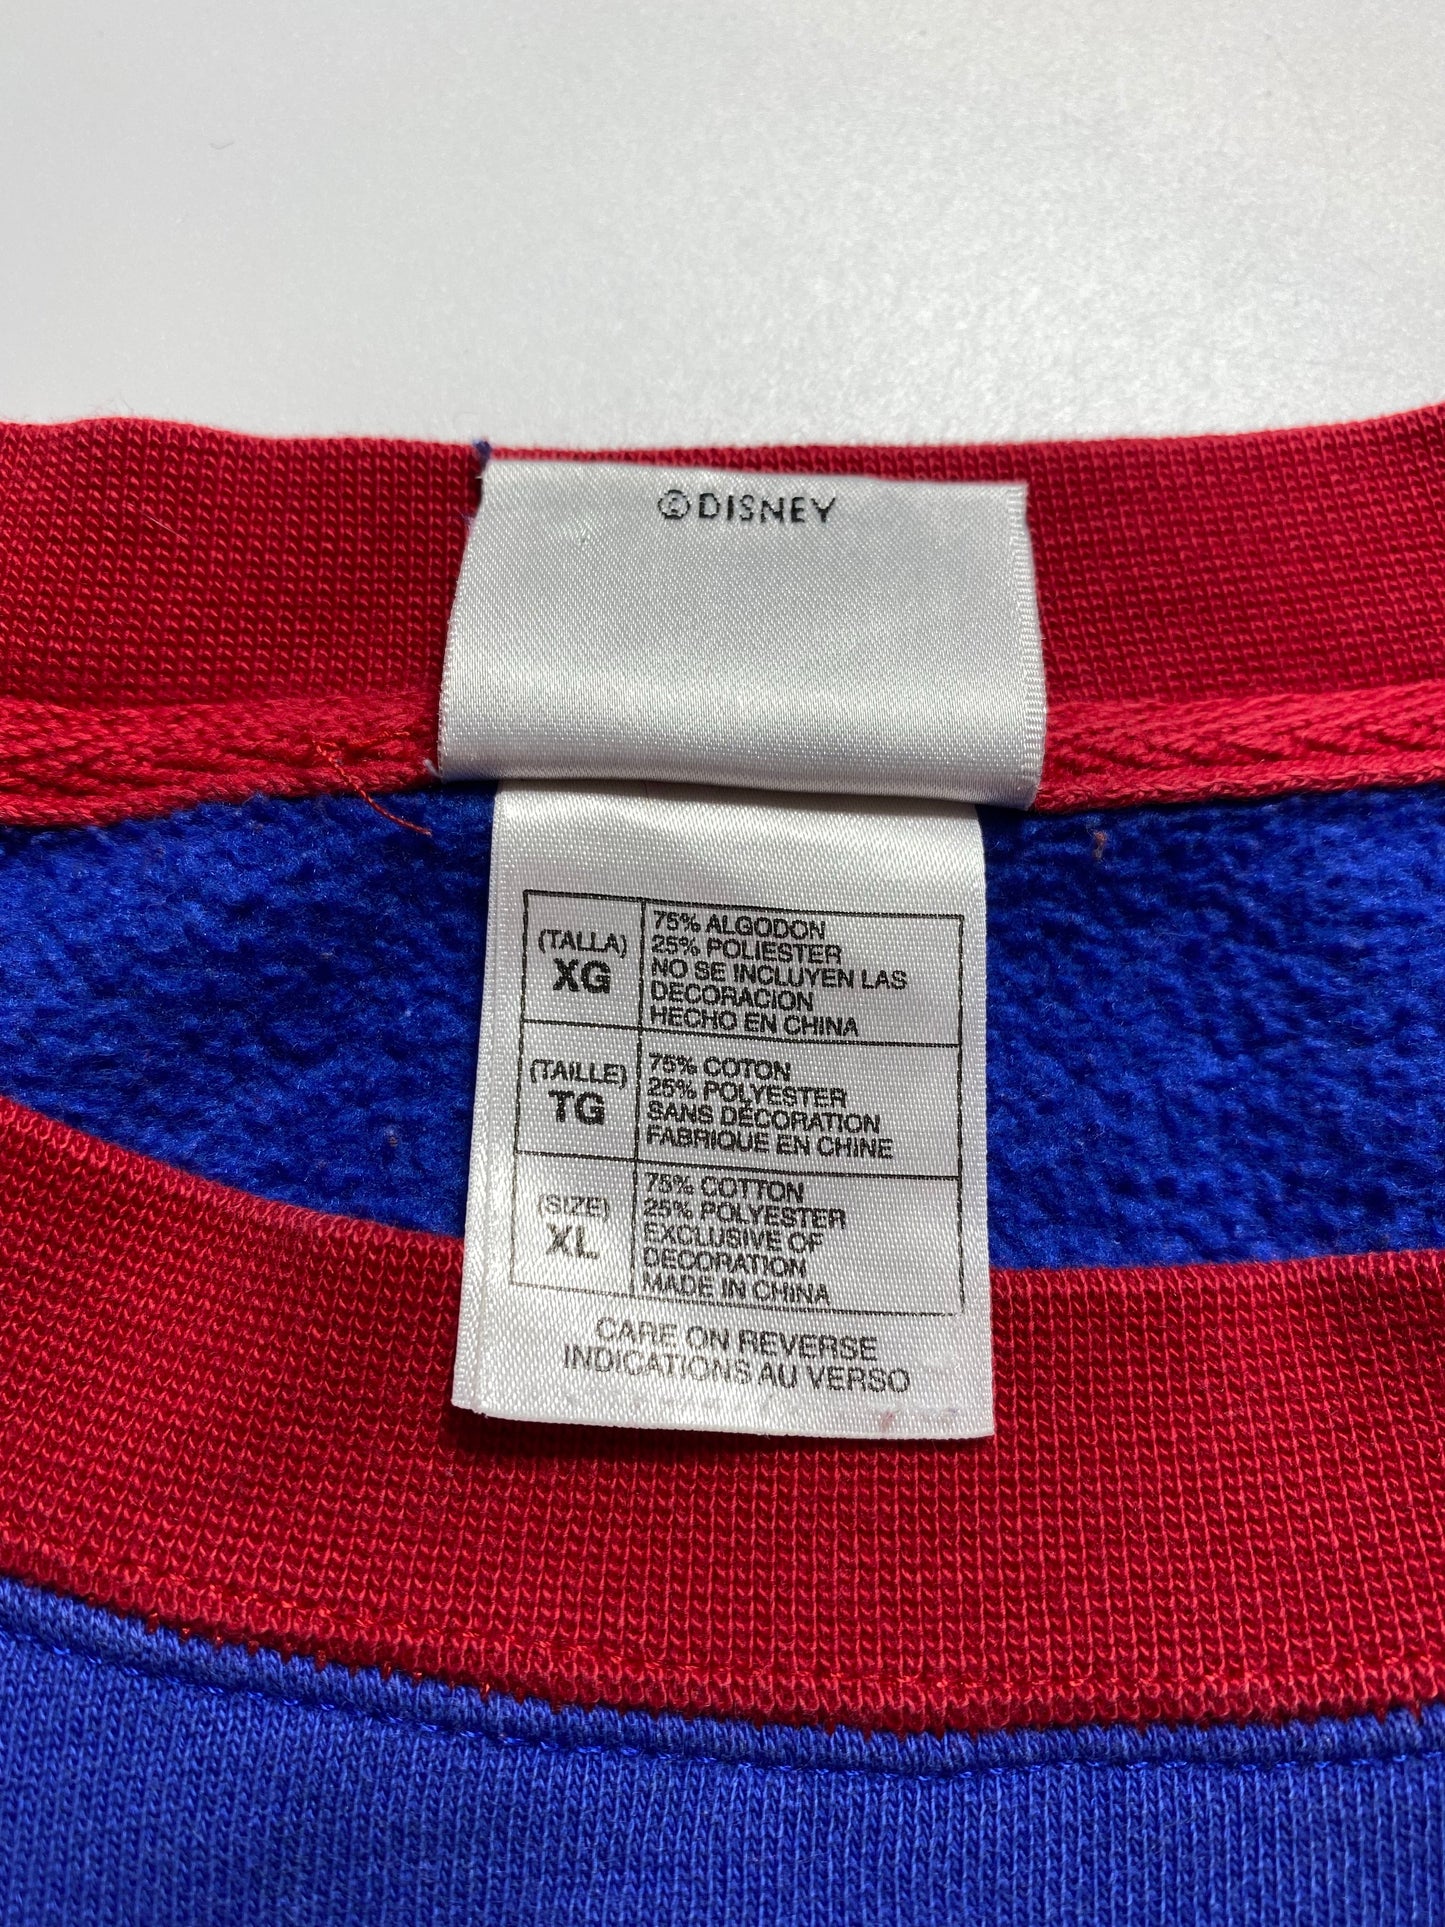 ©DISNEY
(TALLA)
XG
75% ALGODON
25% POLIESTER
NO SE INCLUYEN LAS
DECORACION
HECHO EN CHINA
(TAILLE)
TG
75% COTON
25% POLYESTER
SANS DÉCORATION
FABRIQUE EN CHINE
(SIZE)
XL
75% COTTON
25% POLYESTER
EXCLUSIVE OF
DECORATION
MADE IN CHINA
CARE ON REVERSE
INDICATIONS AU VERSO